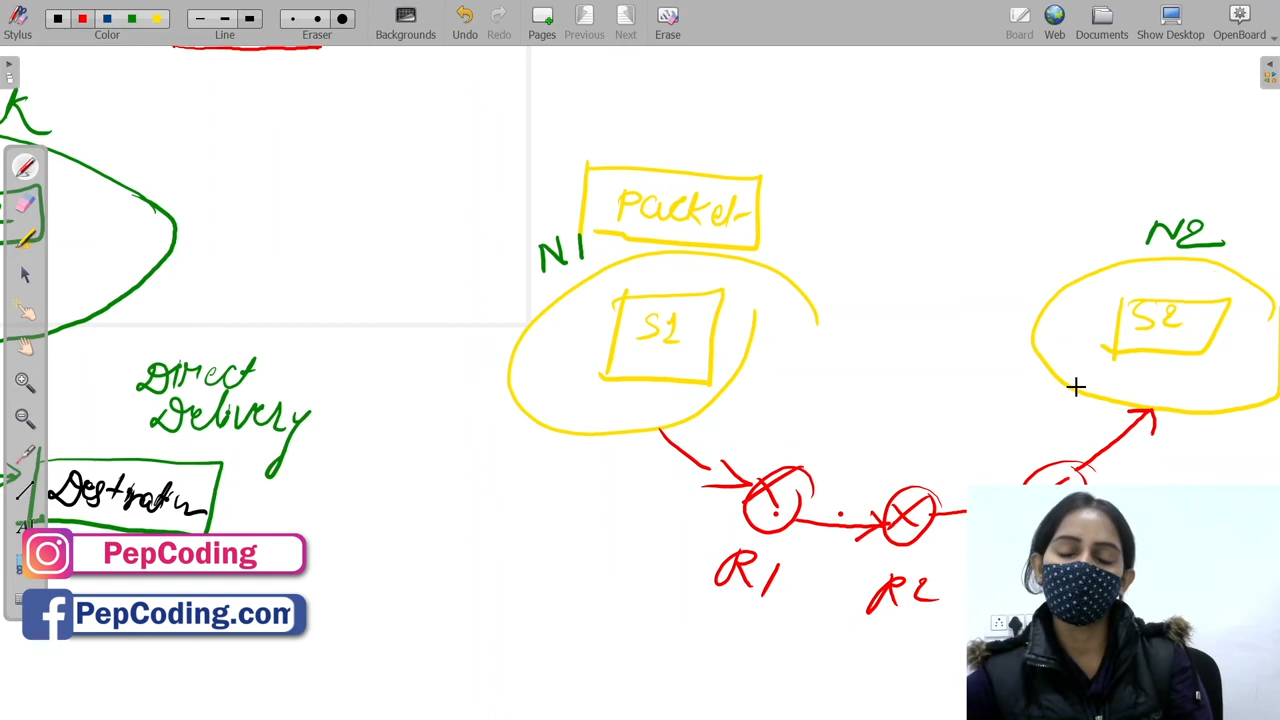 Stylus
Color
Line
Eraser
Backgrounds
Undo
Redo
Pages
Previous
Next
Erase
Board
Web
Documents
Show Desktop
OpenBoard
K
Packet
N1
S1
N2
S2
Direct
Delivery
Destination
R1
R2
PepCoding
PepCoding.com